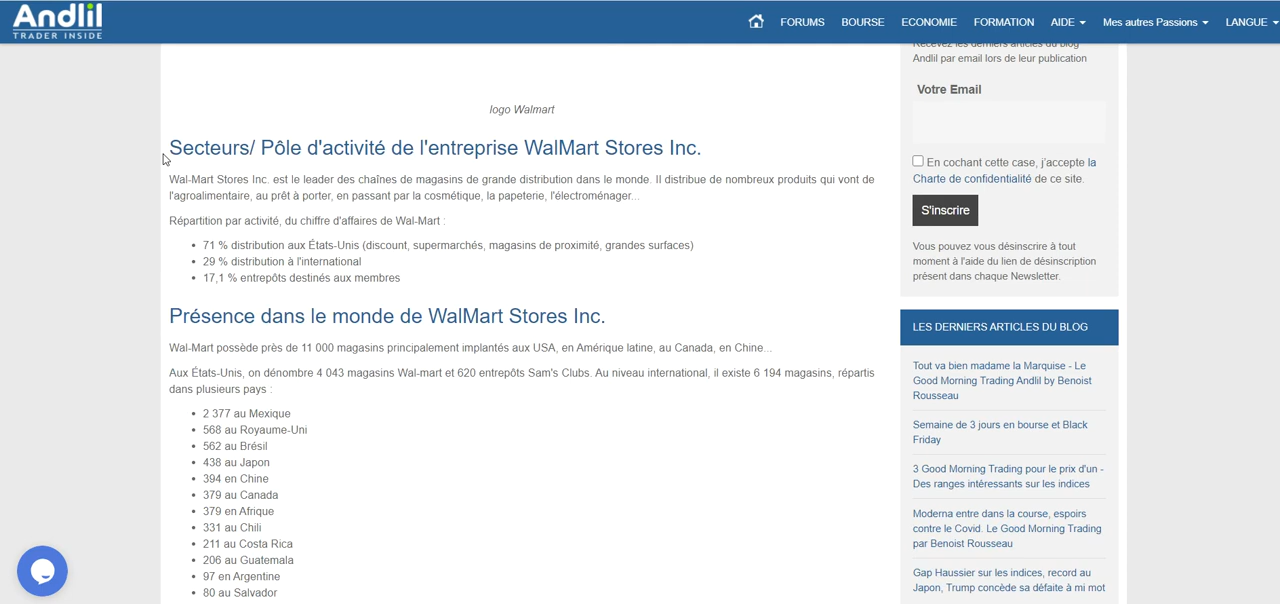 Andlil
TRADER INSIDE
FORUMS BOURSE ECONOMIE FORMATION AIDE Mes autres Passions LANGUE
logo Walmart
Secteurs/ Pôle d'activité de l'entreprise WalMart Stores Inc.
Wal-Mart Stores Inc. est le leader des chaînes de magasins de grande distribution dans le monde. Il distribue de nombreux produits qui vont de
l'agroalimentaire, au prêt à porter, en passant par la cosmétique, la papeterie, l'électroménager...
Répartition par activité, du chiffre d'affaires de Wal-Mart :
• 71 % distribution aux États-Unis (discount, supermarchés, magasins de proximité, grandes surfaces)
• 29 % distribution à l'international
• 17,1 % entrepôts destinés aux membres
Présence dans le monde de WalMart Stores Inc.
Wal-Mart possède près de 11 000 magasins principalement implantés aux USA, en Amérique latine, au Canada, en Chine...
Aux États-Unis, on dénombre 4 043 magasins Wal-mart et 620 entrepôts Sam's Clubs. Au niveau international, il existe 6 194 magasins, répartis
dans plusieurs pays :
• 2 377 au Mexique
• 568 au Royaume-Uni
• 562 au Brésil
• 438 au Japon
• 394 en Chine
• 379 au Canada
• 379 en Afrique
• 331 au Chili
• 211 au Costa Rica
• 206 au Guatemala
• 97 en Argentine
• 80 au Salvador
Recevez les derniers articles du blog
Andlil par email lors de leur publication
Votre Email
En cochant cette case, j'accepte la
Charte de confidentialité de ce site.
S'inscrire
Vous pouvez vous désinscrire à tout
moment à l'aide du lien de désinscription
présent dans chaque Newsletter.
LES DERNIERS ARTICLES DU BLOG
Tout va bien madame la Marquise - Le
Good Morning Trading Andlil by Benoist
Rousseau
Semaine de 3 jours en bourse et Black
Friday
3 Good Morning Trading pour le prix d'un -
Des ranges intéressants sur les indices
Moderna entre dans la course, espoirs
contre le Covid. Le Good Morning Trading
par Benoist Rousseau
Gap Haussier sur les indices, record au
Japon, Trump concède sa défaite à mi mot